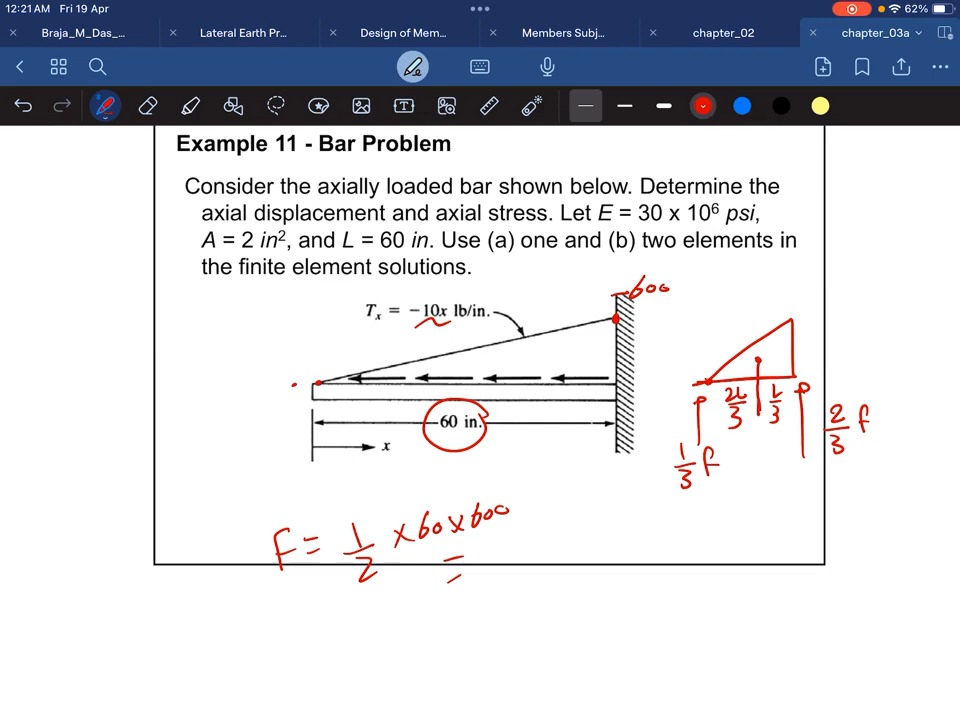 12:21 AM Fri 19 Apr
62%
Braja_M_Das_...
Lateral Earth Pr...
Design of Mem...
Members Subj...
chapter_02
chapter_03a
Example 11 - Bar Problem
Consider the axially loaded bar shown below. Determine the
axial displacement and axial stress. Let E = 30 x 10⁶ psi,
A = 2 in², and L = 60 in. Use (a) one and (b) two elements in
the finite element solutions.
-600
Tₓ = -10x lb/in.
60 in.
x
2L/3 L/3
1/3 f
2/3 f
F = 1/2 × 60 × 600
=